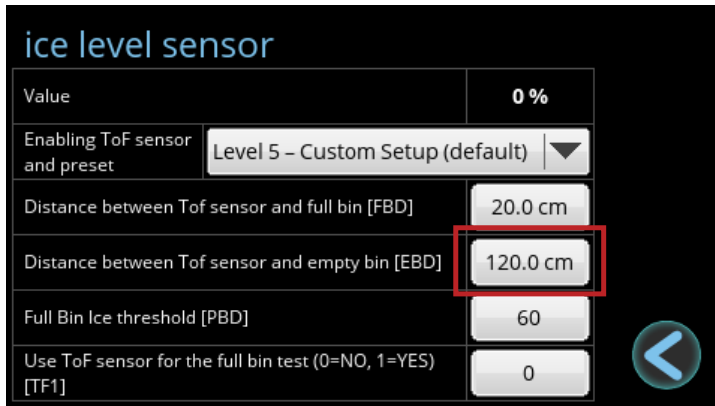 ice level sensor
Value
0 %
Enabling ToF sensor
and preset
Level 5 – Custom Setup (default)
Distance between Tof sensor and full bin [FBD]
20.0 cm
Distance between Tof sensor and empty bin [EBD]
120.0 cm
Full Bin Ice threshold [PBD]
60
Use ToF sensor for the full bin test (0=NO, 1=YES)
[TF1]
0